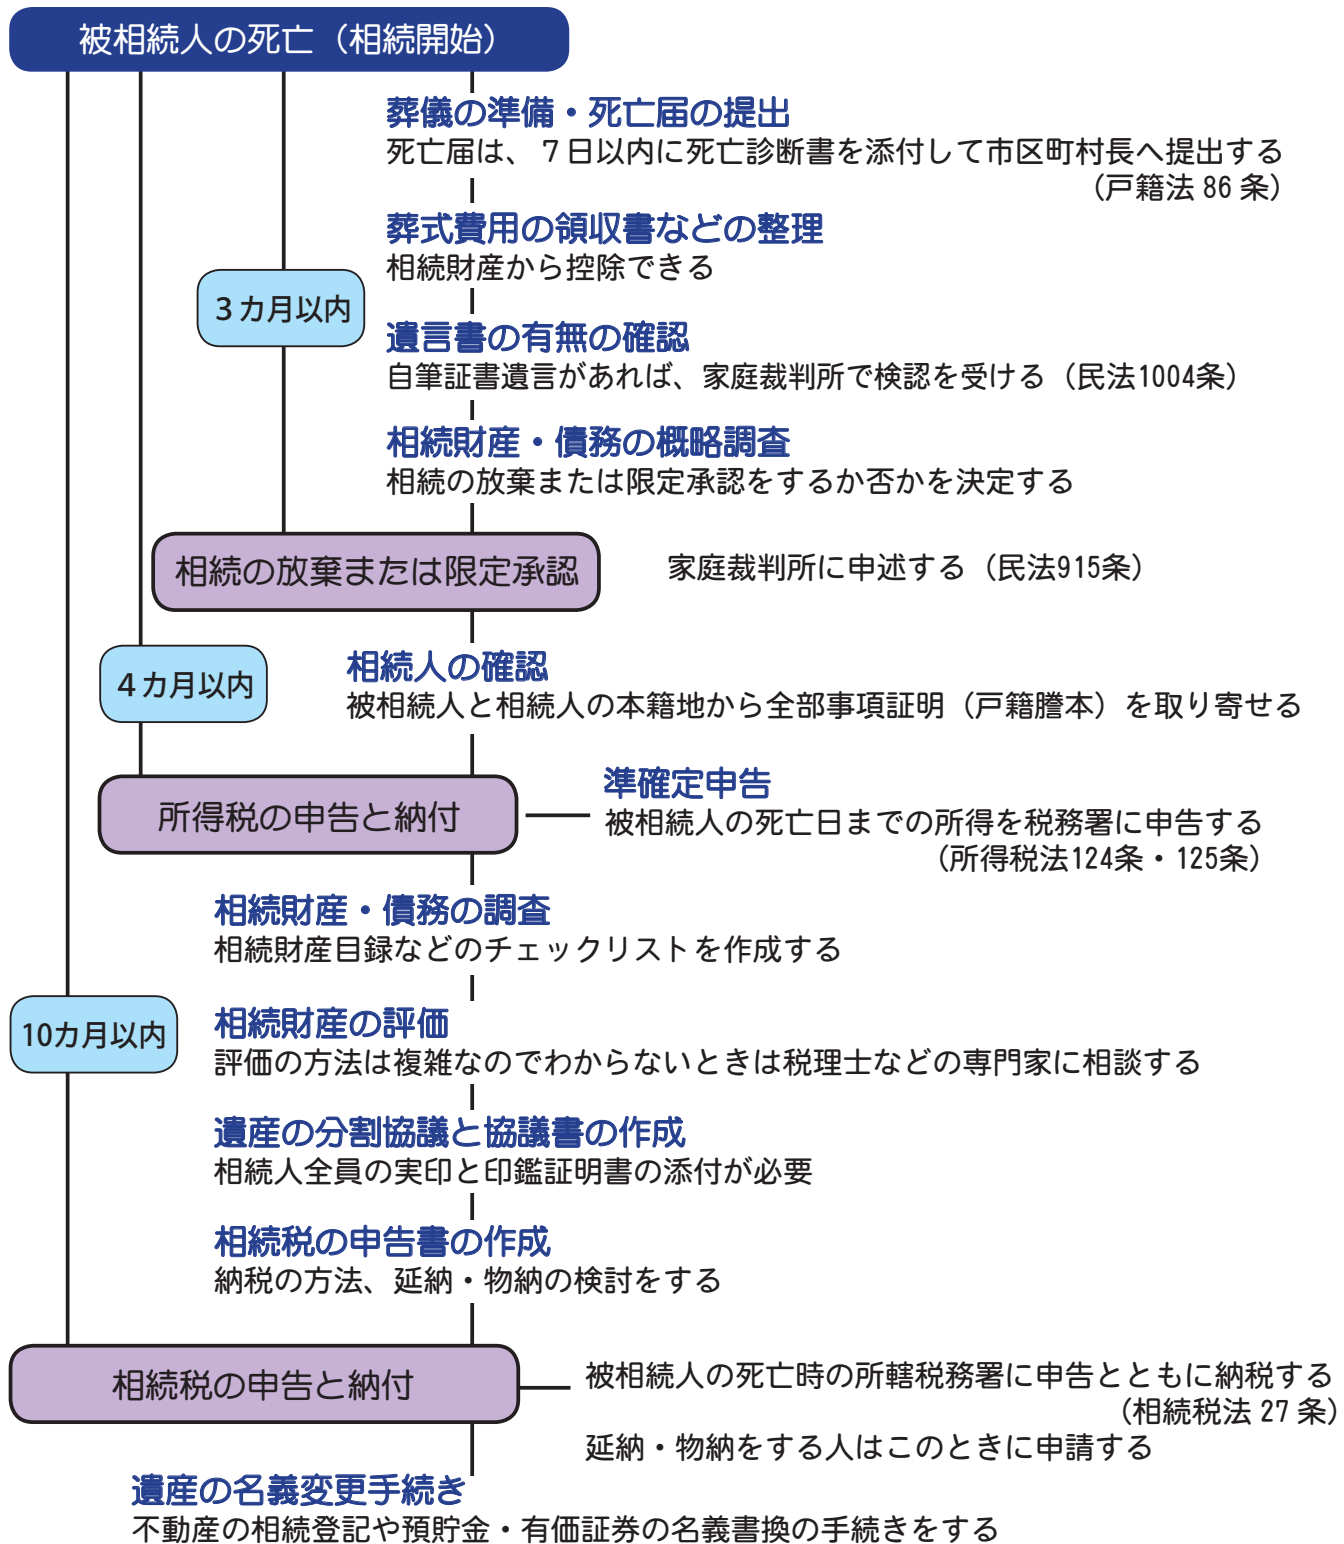 被相続人の死亡（相続開始）
葬儀の準備・死亡届の提出
死亡届は、７日以内に死亡診断書を添付して市区町村長へ提出する
（戸籍法 86 条）
葬式費用の領収書などの整理
相続財産から控除できる
３カ月以内
遺言書の有無の確認
自筆証書遺言があれば、家庭裁判所で検認を受ける（民法1004条）
相続財産・債務の概略調査
相続の放棄または限定承認をするか否かを決定する
相続の放棄または限定承認
家庭裁判所に申述する（民法915条）
４カ月以内
相続人の確認
被相続人と相続人の本籍地から全部事項証明（戸籍謄本）を取り寄せる
所得税の申告と納付
準確定申告
被相続人の死亡日までの所得を税務署に申告する
（所得税法124条・125条）
相続財産・債務の調査
相続財産目録などのチェックリストを作成する
10カ月以内
相続財産の評価
評価の方法は複雑なのでわからないときは税理士などの専門家に相談する
遺産の分割協議と協議書の作成
相続人全員の実印と印鑑証明書の添付が必要
相続税の申告書の作成
納税の方法、延納・物納の検討をする
相続税の申告と納付
被相続人の死亡時の所轄税務署に申告とともに納税する
（相続税法 27 条）
延納・物納をする人はこのときに申請する
遺産の名義変更手続き
不動産の相続登記や預貯金・有価証券の名義書換の手続きをする